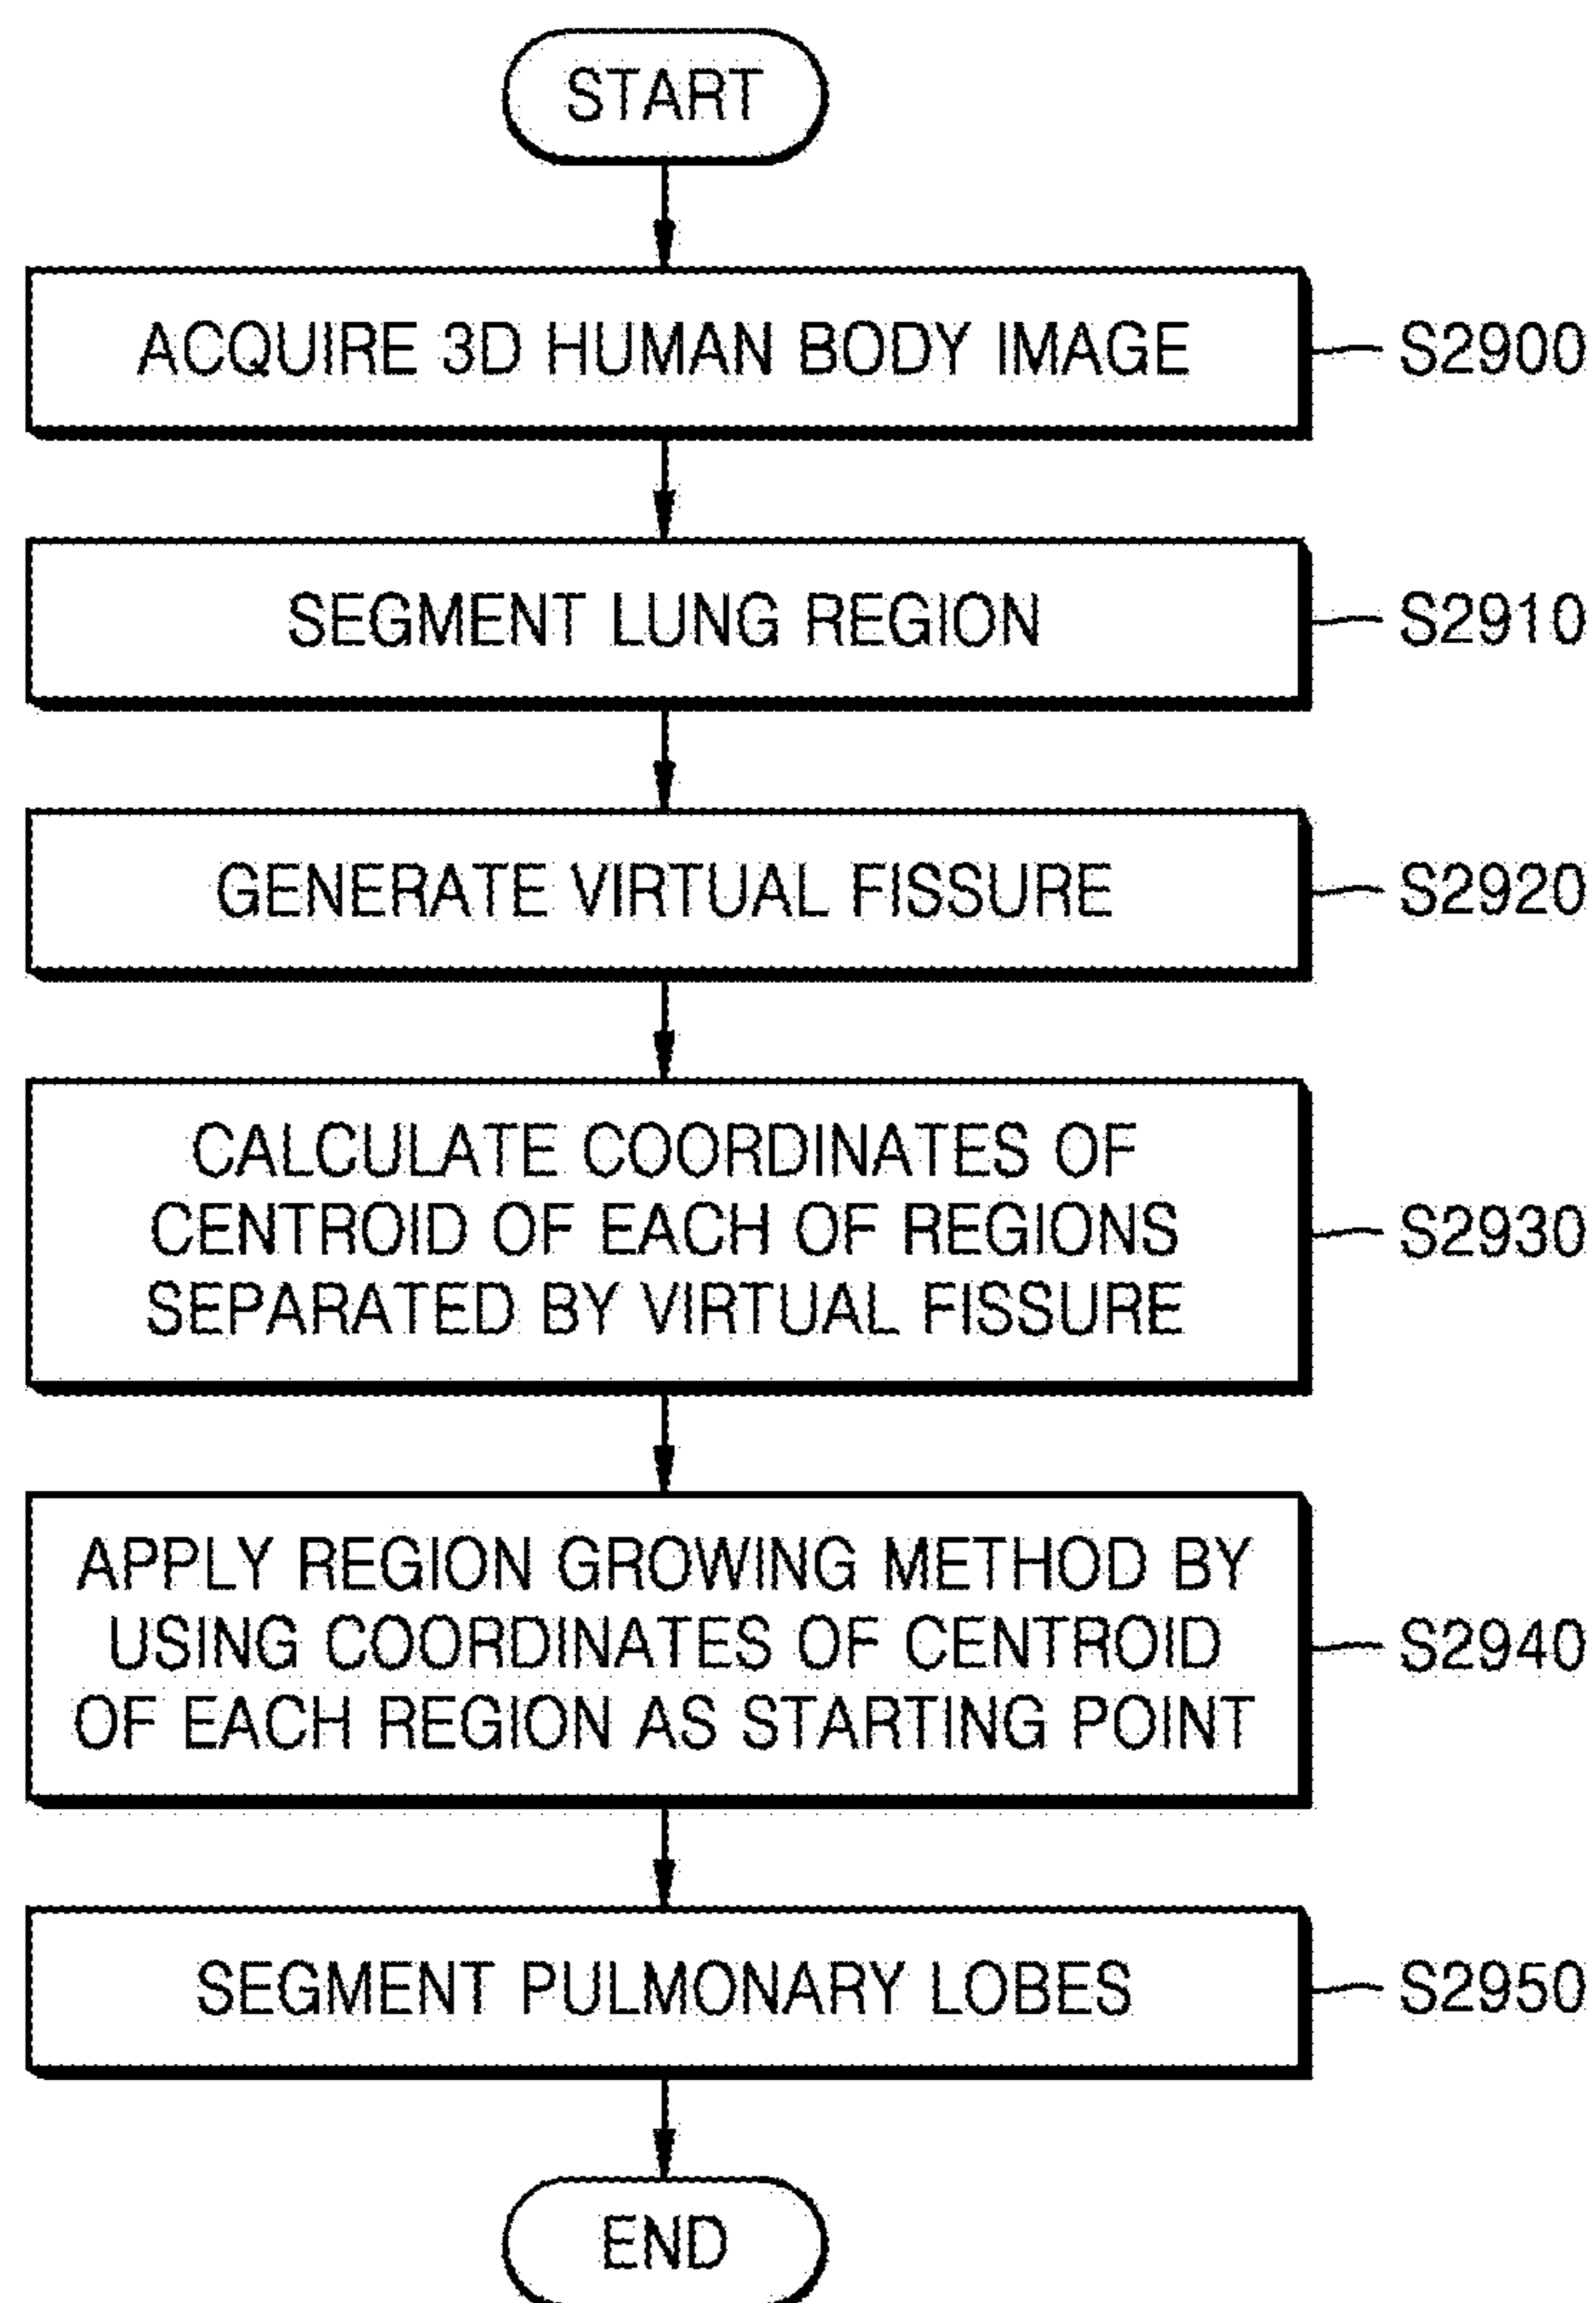 START
ACQUIRE 3D HUMAN BODY IMAGE
S2900
SEGMENT LUNG REGION
S2910
GENERATE VIRTUAL FISSURE
S2920
CALCULATE COORDINATES OF
CENTROID OF EACH OF REGIONS
SEPARATED BY VIRTUAL FISSURE
S2930
APPLY REGION GROWING METHOD BY
USING COORDINATES OF CENTROID
OF EACH REGION AS STARTING POINT
S2940
SEGMENT PULMONARY LOBES
S2950
END